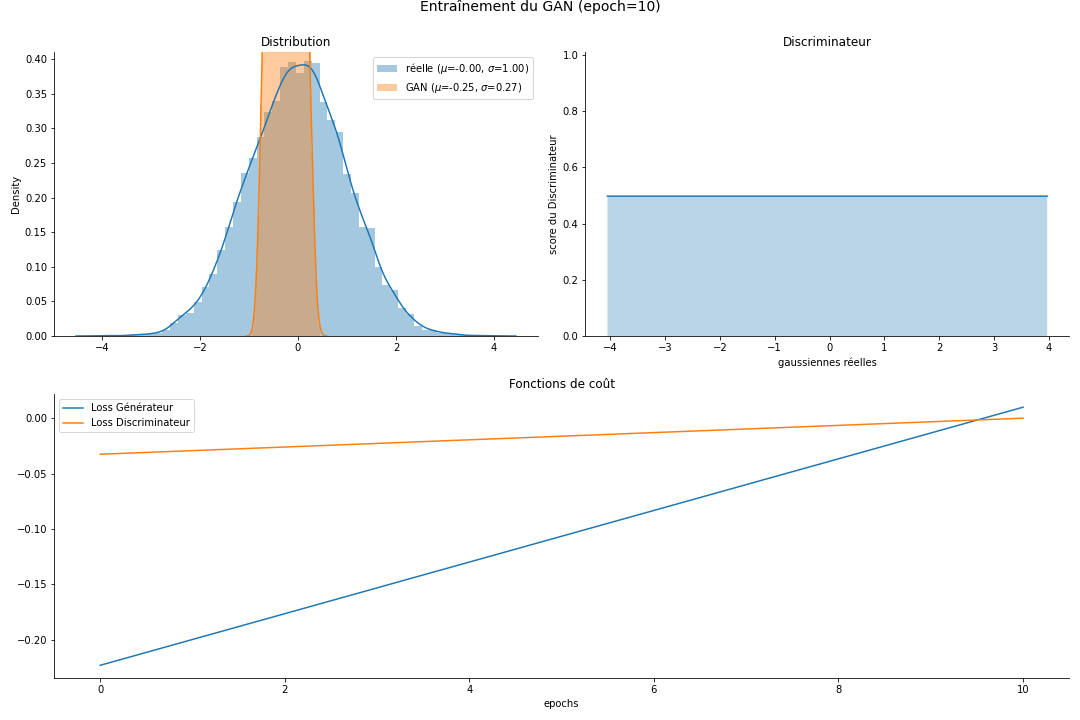 Entraînement du GAN (epoch=10)
Distribution
réelle (μ=-0.00, σ=1.00)
GAN (μ=-0.25, σ=0.27)
Density
0.40
0.35
0.30
0.25
0.20
0.15
0.10
0.05
0.00
−4 −2 0 2 4
Discriminateur
score du Discriminateur
1.0
0.8
0.6
0.4
0.2
0.0
−4 −3 −2 −1 0 1 2 3 4
gaussiennes réelles
Fonctions de coût
Loss Générateur
Loss Discriminateur
0.00
−0.05
−0.10
−0.15
−0.20
0 2 4 6 8 10
epochs